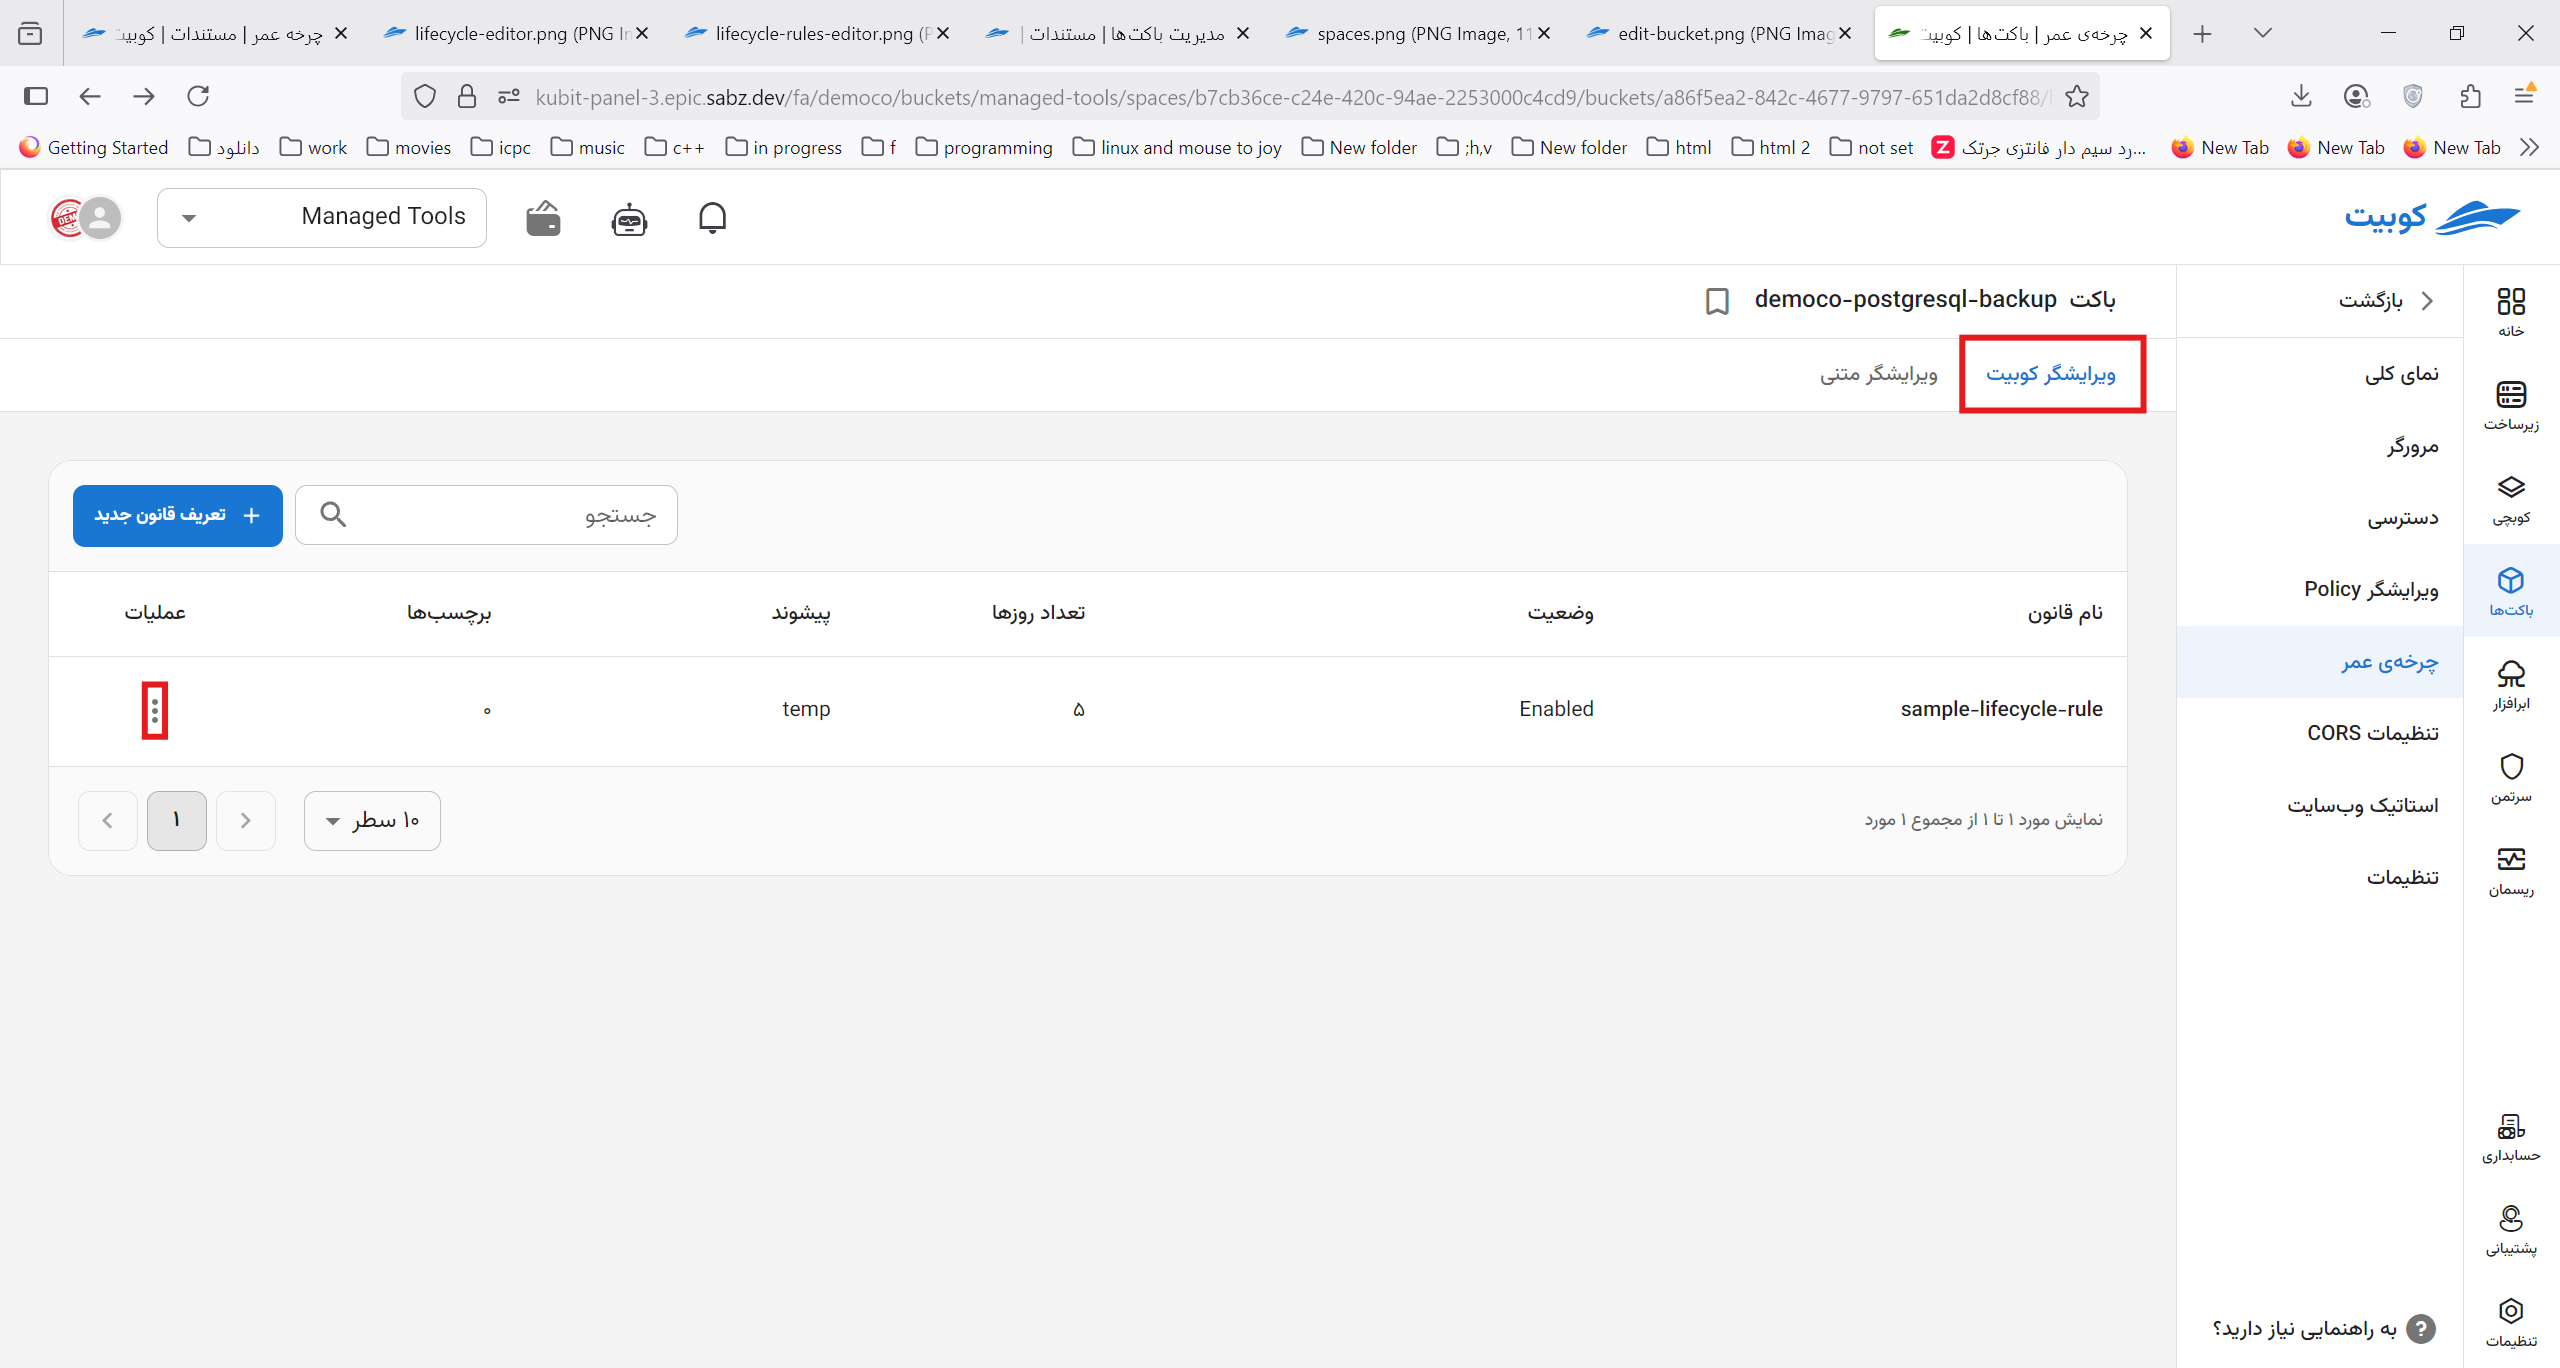 چرخه عمر | مستندات | کوبیت
lifecycle-editor.png (PNG I
lifecycle-rules-editor.png (P
مدیریت باکت‌ها | مستندات |
spaces.png (PNG Image, 11
edit-bucket.png (PNG Imag
چرخه‌ی عمر | باکت‌ها | کوبیت
kubit-panel-3.epic.sabz.dev/fa/democo/buckets/managed-tools/spaces/b7cb36ce-c24e-420c-94ae-2253000c4cd9/buckets/a86f5ea2-842c-4677-9797-651da2d8cf88/
Getting Started دانلود work movies icpc music c++ in progress f programming linux and mouse to joy New folder ;h,v New folder html html 2 not set رد سیم دار فانتزی جرتک... New Tab New Tab New Tab
Managed Tools
کوبیت
خانه
زیرساخت
کوبچی
باکت‌ها
ابرافزار
سرتمن
ریسمان
حسابداری
پشتیبانی
تنظیمات
بازگشت
نمای کلی
مرورگر
دسترسی
ویرایشگر Policy
چرخه‌ی عمر
تنظیمات CORS
استاتیک وب‌سایت
تنظیمات
به راهنمایی نیاز دارید؟
باکت democo-postgresql-backup
ویرایشگر کوبیت ویرایشگر متنی
جستجو
تعریف قانون جدید
نام قانون وضعیت تعداد روزها پیشوند برچسب‌ها عملیات
sample-lifecycle-rule Enabled ۵ temp ۰
نمایش مورد ۱ تا ۱ از مجموع ۱ مورد
۱۰ سطر
۱